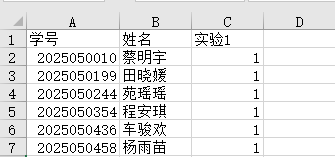 A B C D
1 学号 姓名 实验1
2 2025050010 蔡明宇 1
3 2025050199 田晓媛 1
4 2025050244 苑瑶瑶 1
5 2025050354 程安琪 1
6 2025050436 车骏欢 1
7 2025050458 杨雨苗 1